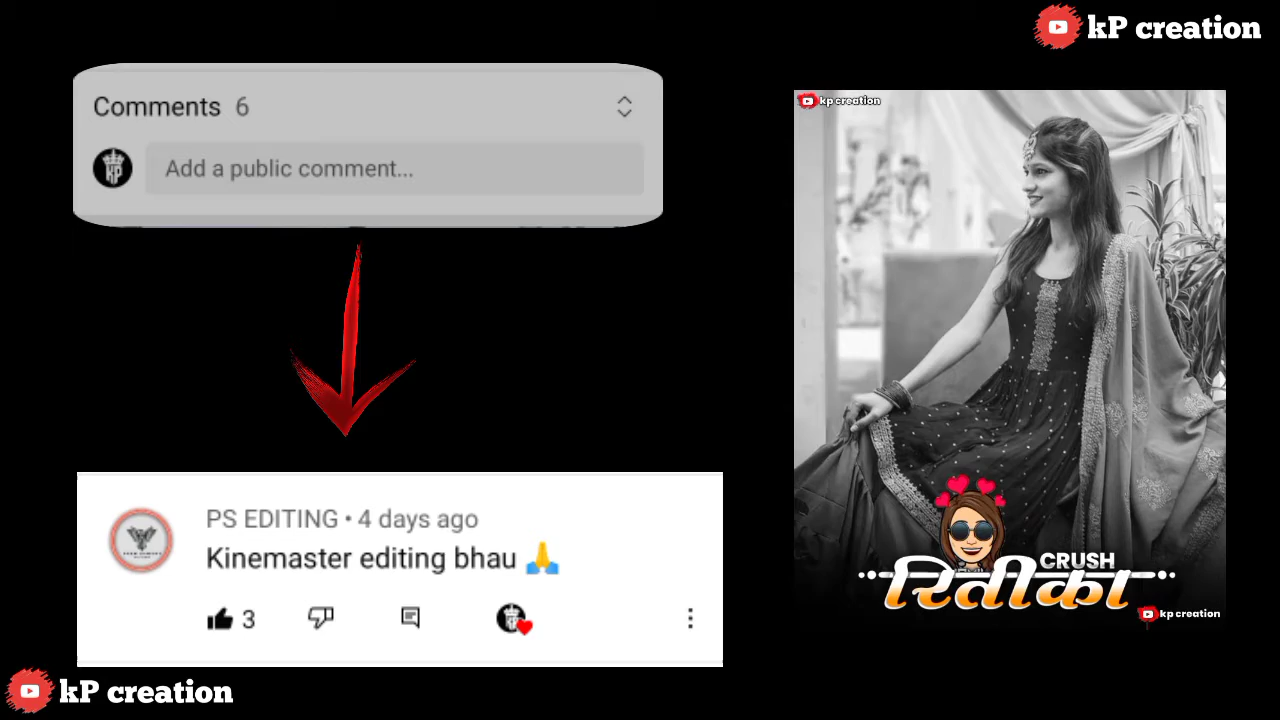 kP creation
Comments 6
Add a public comment...
PS EDITING • 4 days ago
Kinemaster editing bhau 🙏
3
kP creation
kp creation
CRUSH
रितीका
kp creation